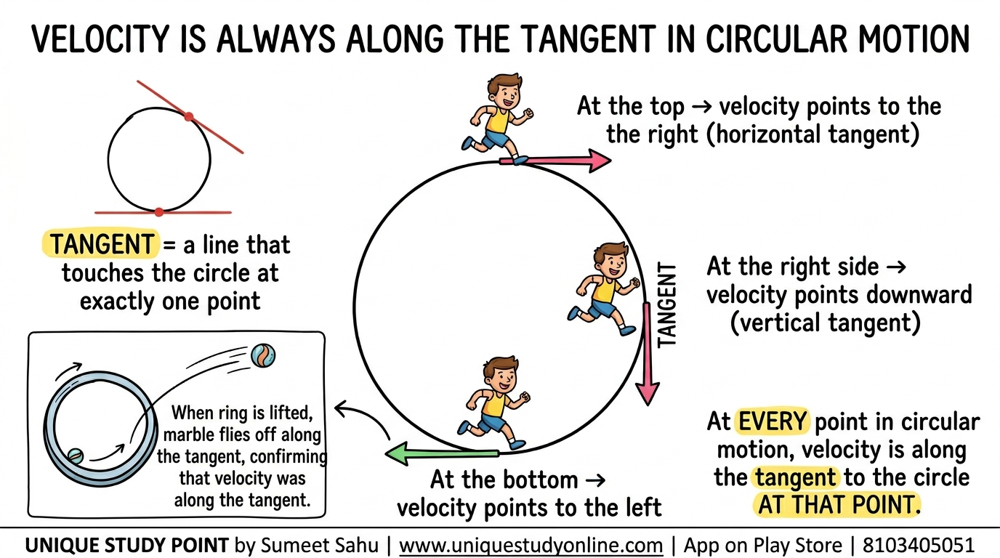 VELOCITY IS ALWAYS ALONG THE TANGENT IN CIRCULAR MOTION
TANGENT = a line that
touches the circle at
exactly one point
At the top → velocity points to the
the right (horizontal tangent)
TANGENT
At the right side →
velocity points downward
(vertical tangent)
When ring is lifted,
marble flies off along
the tangent, confirming
that velocity was
along the tangent.
At the bottom →
velocity points to the left
At EVERY point in circular
motion, velocity is along
the tangent to the circle
AT THAT POINT.
UNIQUE STUDY POINT by Sumeet Sahu | www.uniquestudyonline.com | App on Play Store | 8103405051